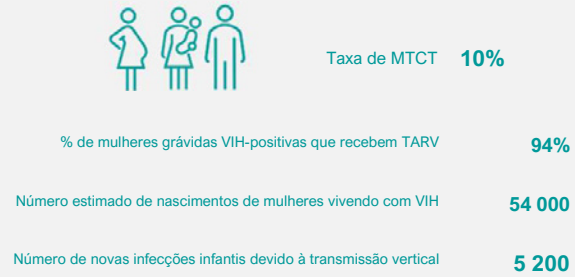 Taxa de MTCT 10%
% de mulheres grávidas VIH-positivas que recebem TARV 94%
Número estimado de nascimentos de mulheres vivendo com VIH 54 000
Número de novas infecções infantis devido à transmissão vertical 5 200